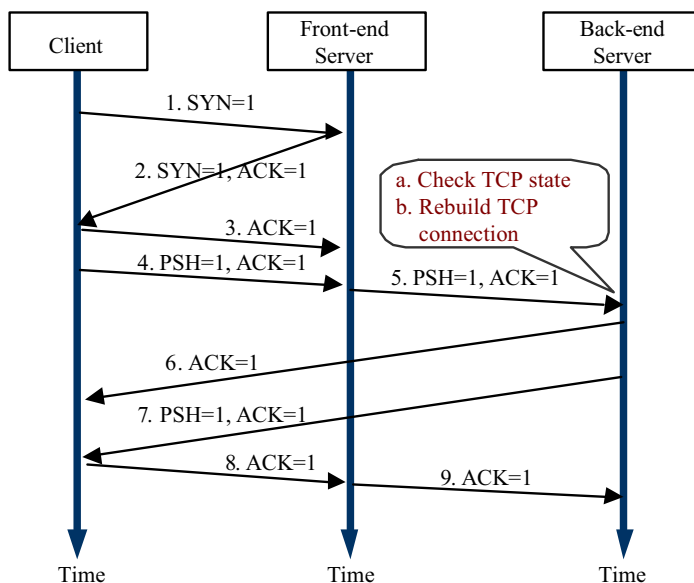 Client
Front-end
Server
Back-end
Server
1. SYN=1
2. SYN=1, ACK=1
a. Check TCP state
b. Rebuild TCP
connection
3. ACK=1
4. PSH=1, ACK=1
5. PSH=1, ACK=1
6. ACK=1
7. PSH=1, ACK=1
8. ACK=1
9. ACK=1
Time
Time
Time